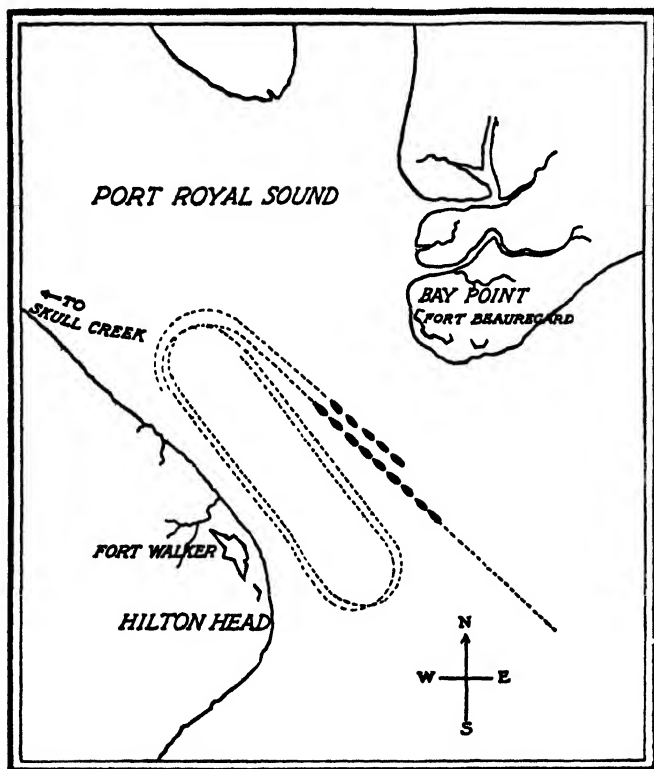 PORT ROYAL SOUND
← TO
SKULL CREEK
BAY POINT
FORT BEAUREGARD
FORT WALKER
HILTON HEAD
N
W E
S